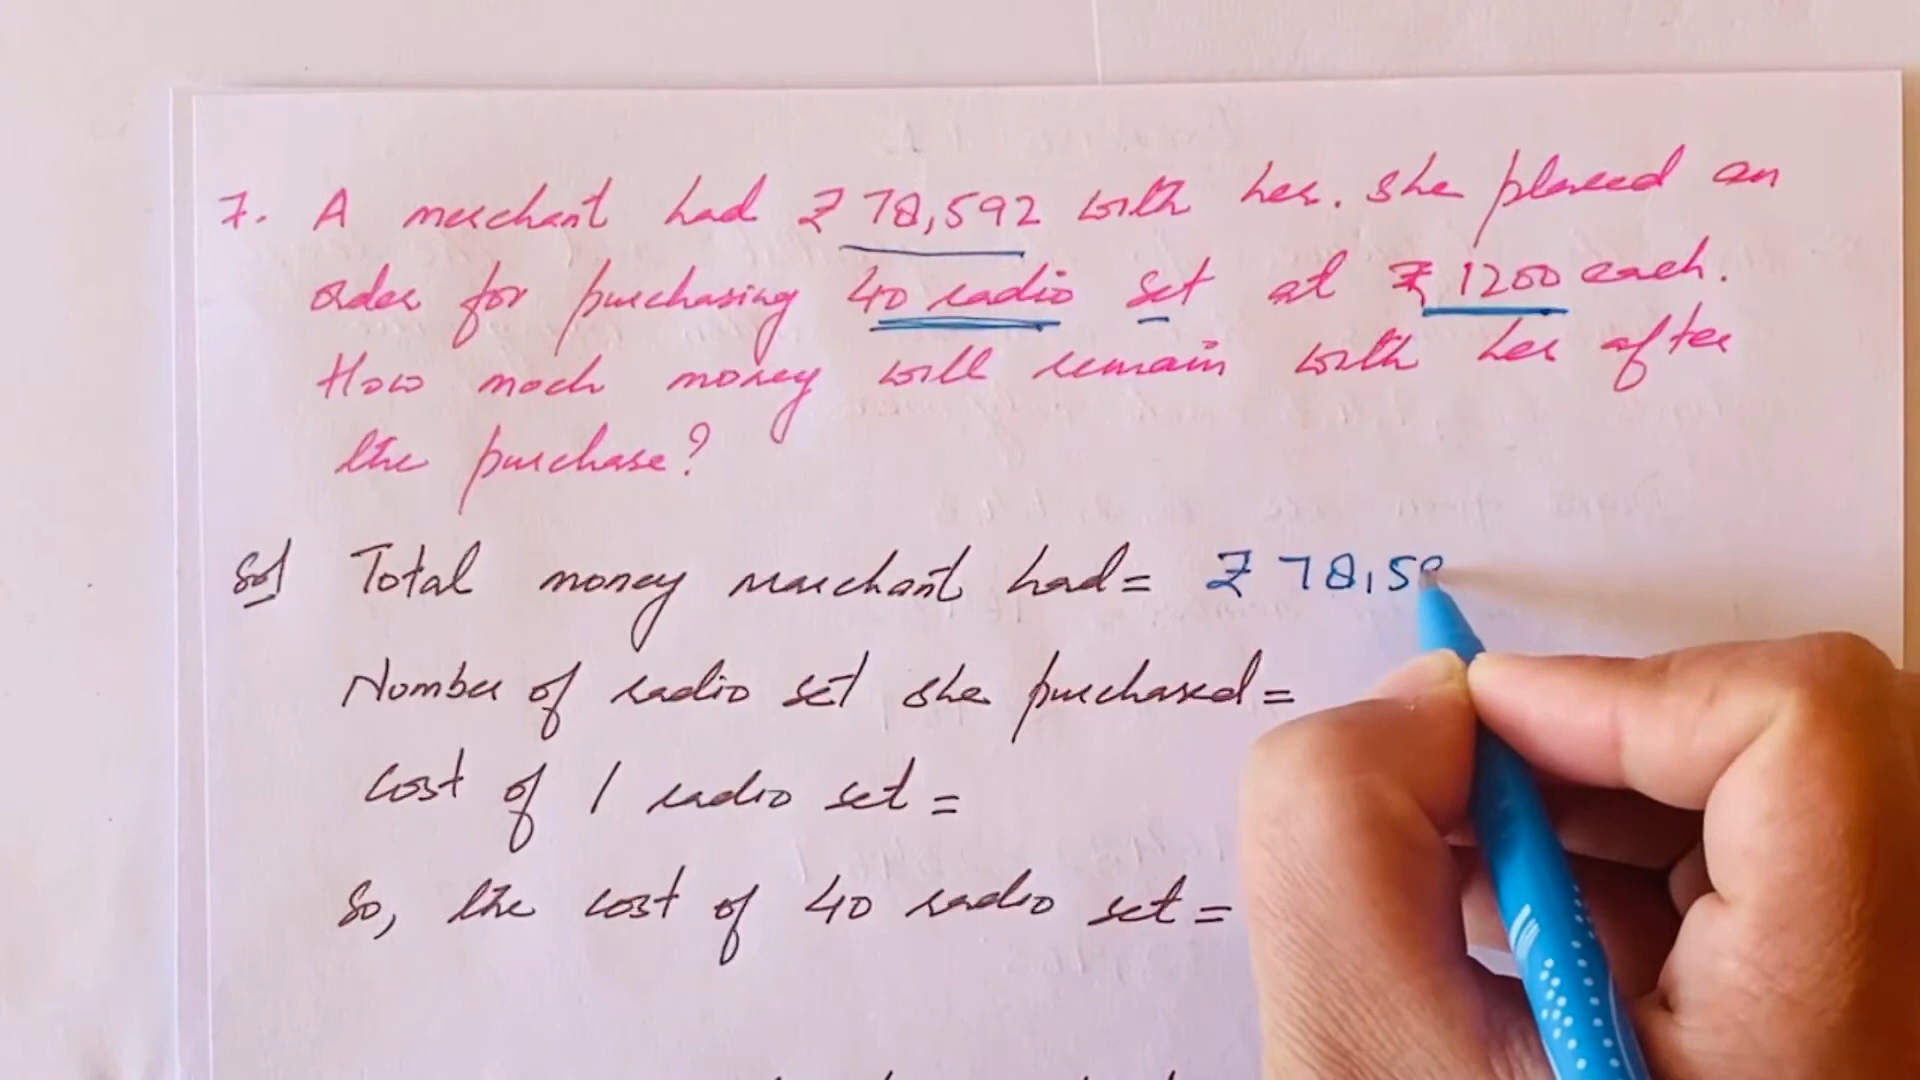 7. A merchant had ₹ 78,592 with her. She placed an
order for purchasing 40 radio set at ₹ 1200 each.
How much money will remain with her after
the purchase?
Sol Total money merchant had = ₹ 78,59
Number of radio set she purchased =
Cost of 1 radio set =
So, the cost of 40 radio set =